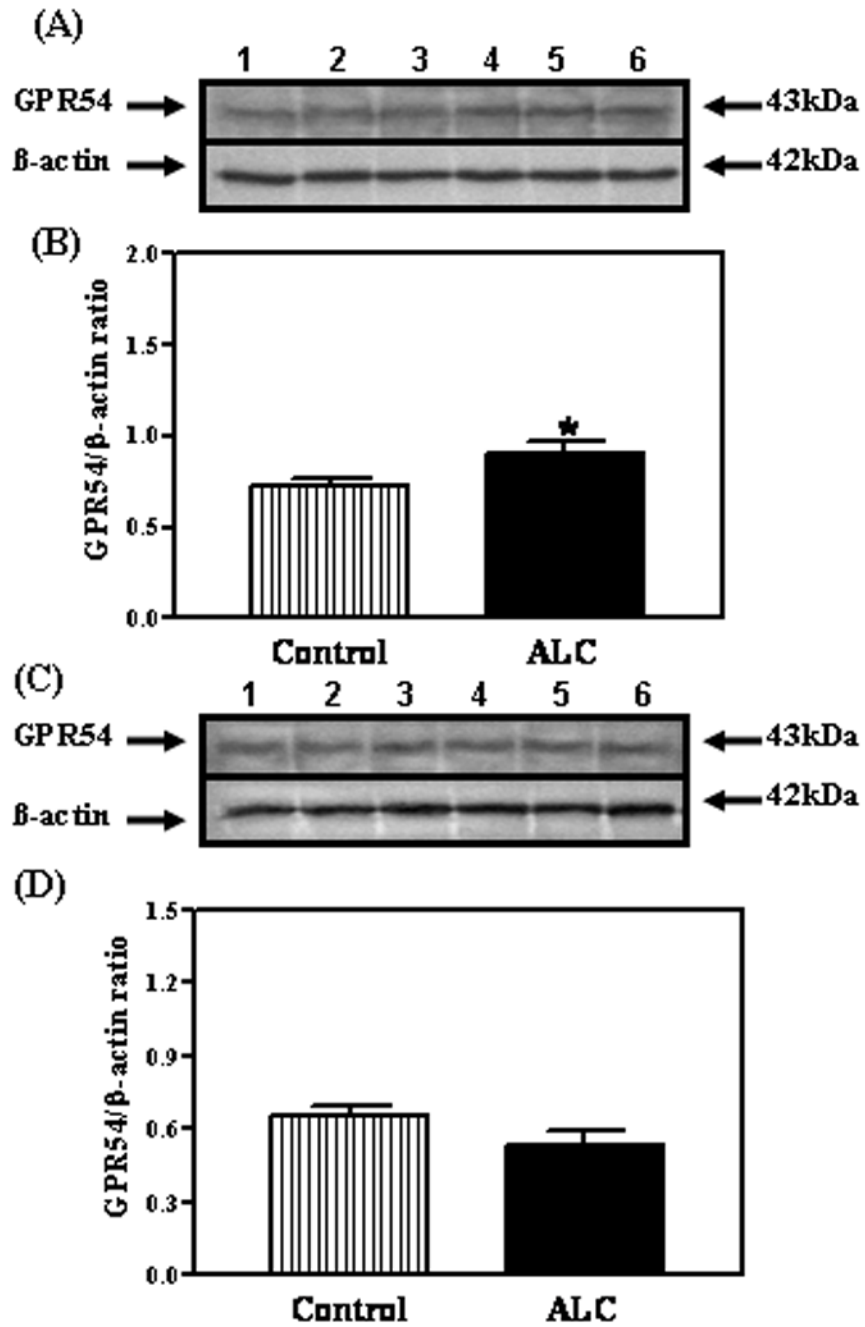 (A)
1 2 3 4 5 6
GPR54 43kDa
ß-actin 42kDa
(B)
2.0
1.5
1.0
0.5
0.0
GPR54/β-actin ratio
*
Control ALC
(C)
1 2 3 4 5 6
GPR54 43kDa
ß-actin 42kDa
(D)
1.5
1.2
0.9
0.6
0.3
0.0
GPR54/β-actin ratio
Control ALC